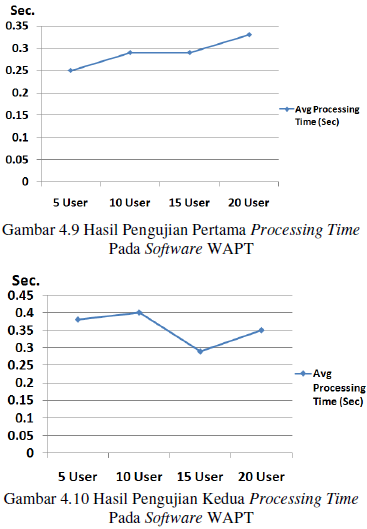 Sec.
0.35
0.3
0.25
0.2
0.15
0.1
0.05
0
5 User 10 User 15 User 20 User
Avg Processing
Time (Sec)
Gambar 4.9 Hasil Pengujian Pertama Processing Time
Pada Software WAPT
Sec.
0.45
0.4
0.35
0.3
0.25
0.2
0.15
0.1
0.05
0
5 User 10 User 15 User 20 User
Avg
Processing
Time (Sec)
Gambar 4.10 Hasil Pengujian Kedua Processing Time
Pada Software WAPT